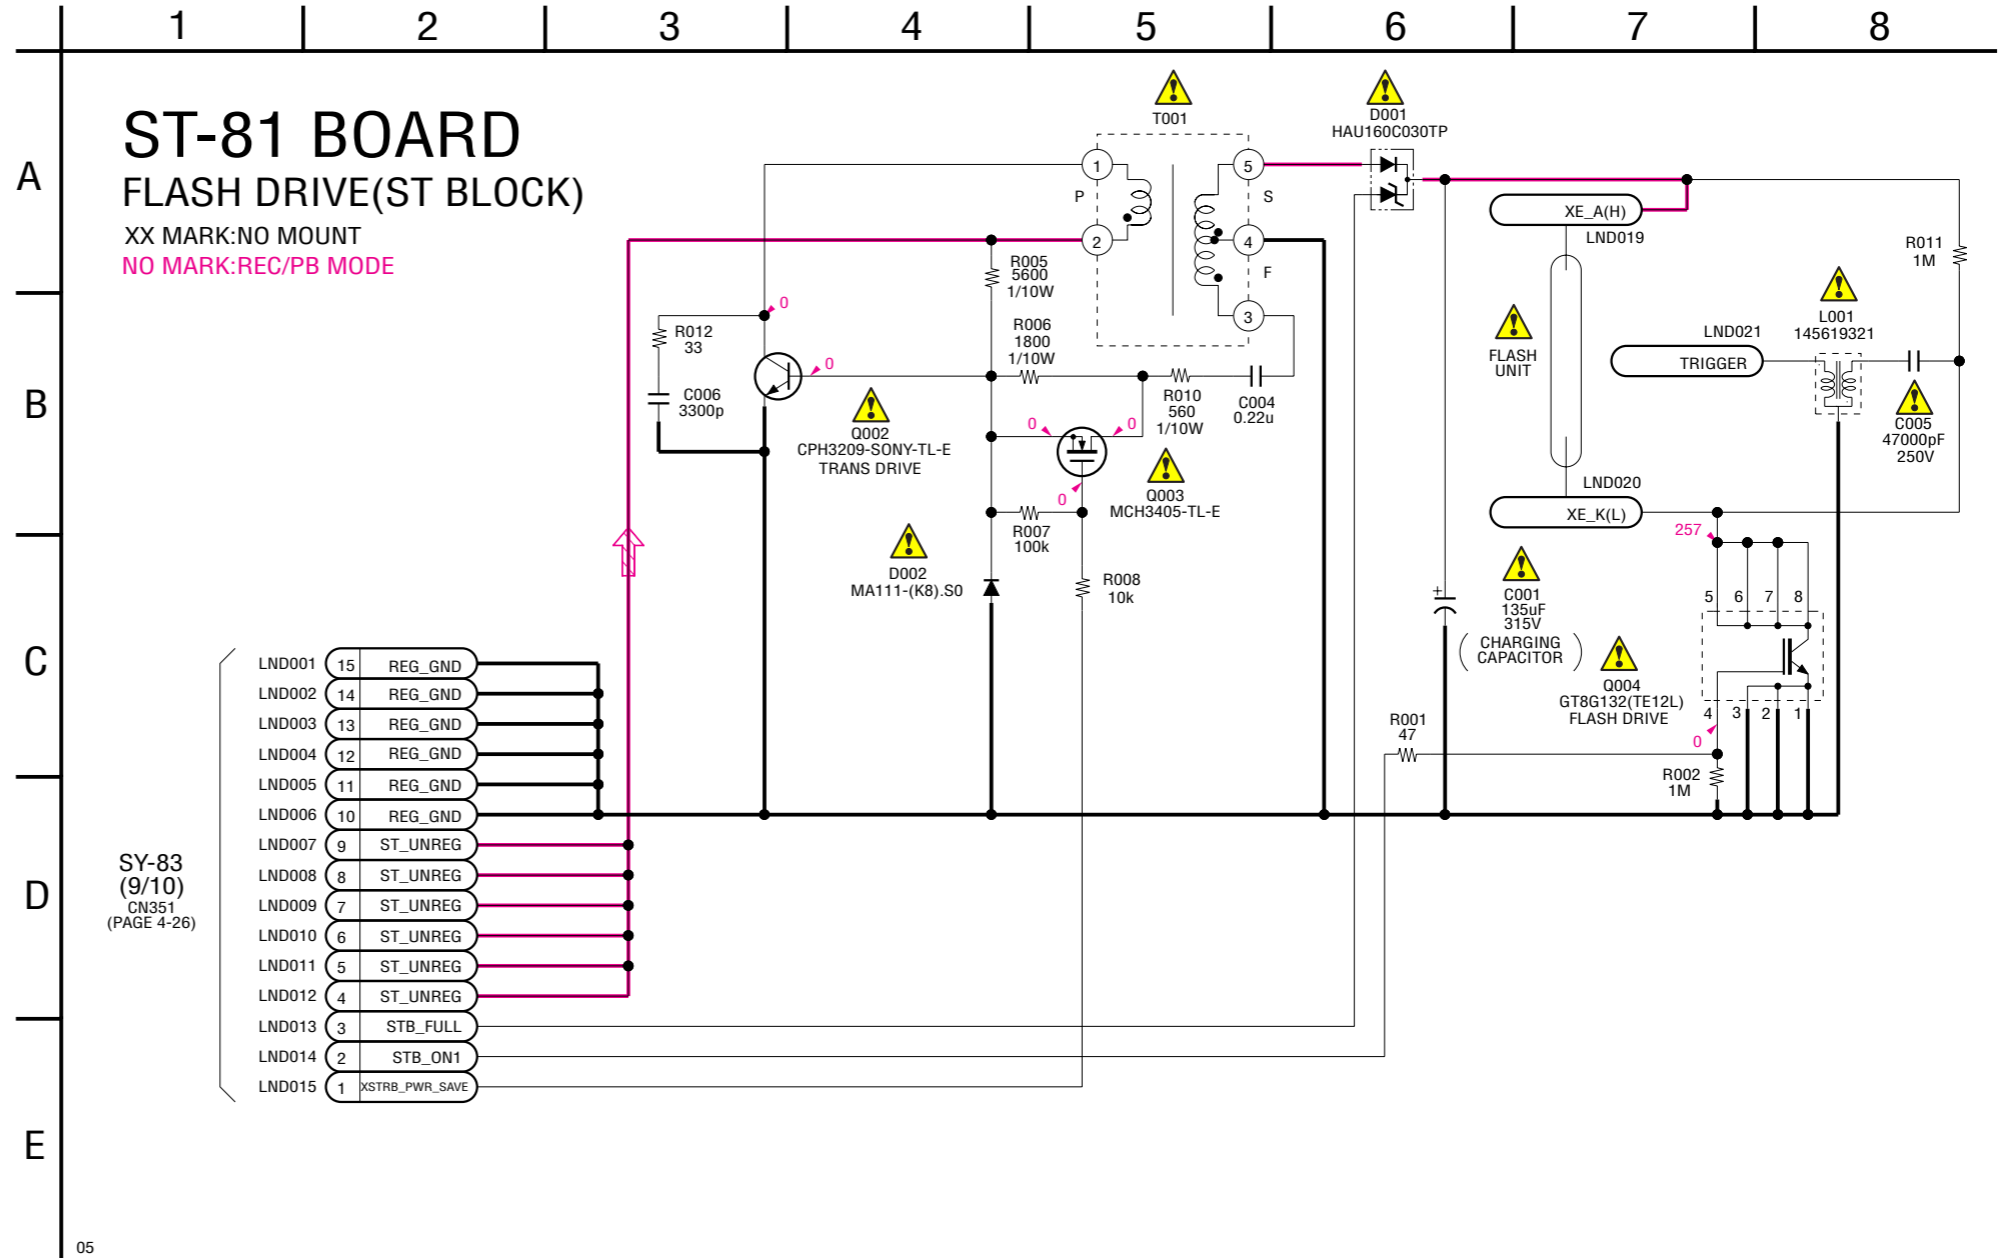 1 2 3 4 5 6 7 8
A
B
C
D
E
ST-81 BOARD
FLASH DRIVE(ST BLOCK)
XX MARK:NO MOUNT
NO MARK:REC/PB MODE
T001
1
P
2
5
S
4
F
3
D001
HAU160C030TP
XE_A(H)
LND019
R011
1M
R005
5600
1/10W
R012
33
0
R006
1800
1/10W
0
C006
3300p
Q002
CPH3209-SONY-TL-E
TRANS DRIVE
R010
560
1/10W
C004
0.22u
0
0
0
Q003
MCH3405-TL-E
FLASH
UNIT
LND021
TRIGGER
L001
145619321
C005
47000pF
250V
LND020
XE_K(L)
257
R007
100k
D002
MA111-(K8).S0
R008
10k
+
C001
135uF
315V
( CHARGING
CAPACITOR )
5 6 7 8
Q004
GT8G132(TE12L)
FLASH DRIVE
4 3 2 1
0
R001
47
R002
1M
SY-83
(9/10)
CN351
(PAGE 4-26)
LND001 15 REG_GND
LND002 14 REG_GND
LND003 13 REG_GND
LND004 12 REG_GND
LND005 11 REG_GND
LND006 10 REG_GND
LND007 9 ST_UNREG
LND008 8 ST_UNREG
LND009 7 ST_UNREG
LND010 6 ST_UNREG
LND011 5 ST_UNREG
LND012 4 ST_UNREG
LND013 3 STB_FULL
LND014 2 STB_ON1
LND015 1 XSTRB_PWR_SAVE
05